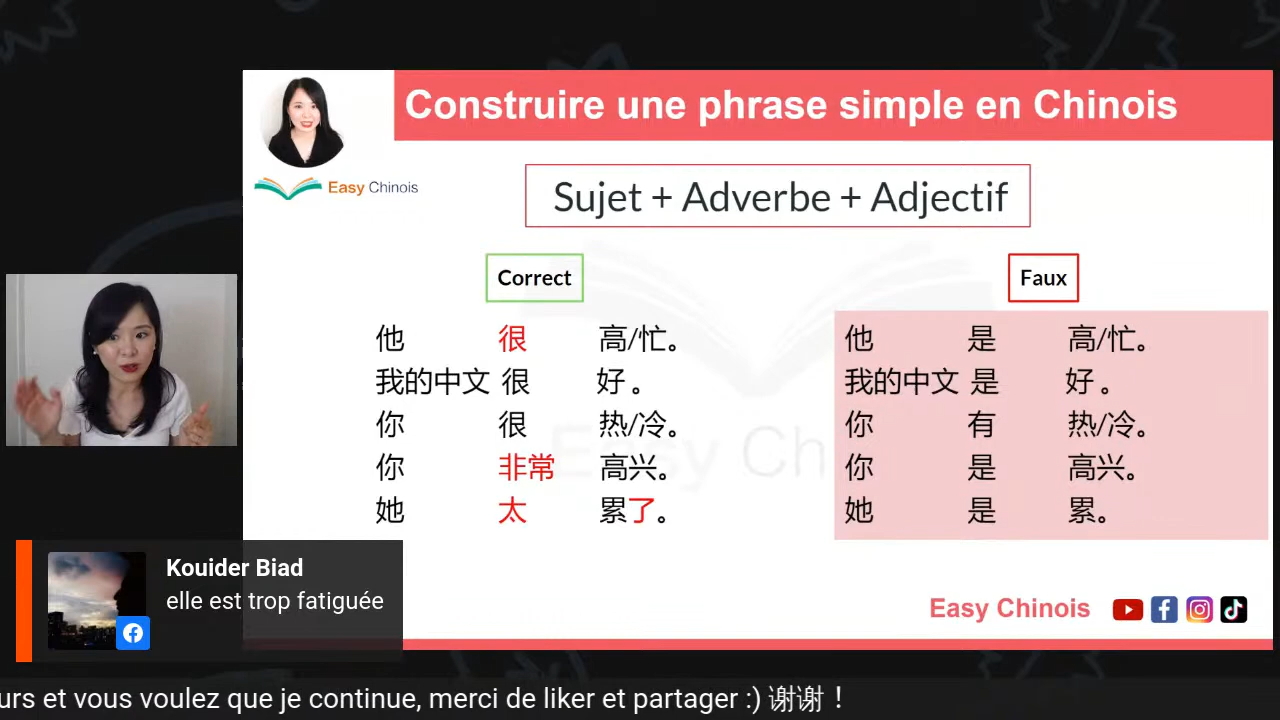 Construire une phrase simple en Chinois
Easy Chinois
Sujet + Adverbe + Adjectif
Correct
他 很 高/忙。
我的中文 很 好。
你 很 热/冷。
你 非常 高兴。
她 太 累了。
Faux
他 是 高/忙。
我的中文 是 好。
你 有 热/冷。
你 是 高兴。
她 是 累。
Easy Chi
Kouider Biad
elle est trop fatiguée
Easy Chinois
urs et vous voulez que je continue, merci de liker et partager :) 谢谢！